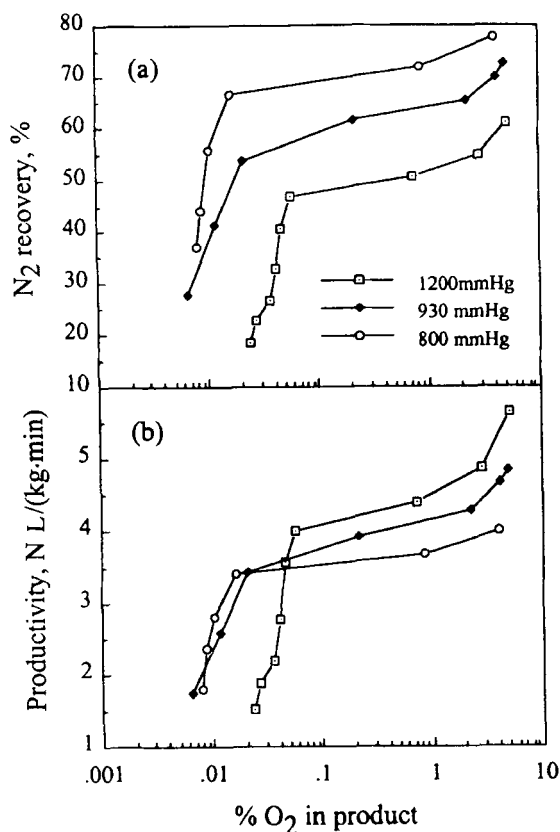 80
70
60
50
40
30
20
10
(a)
N2 recovery, %
1200mmHg
930 mmHg
800 mmHg
5
4
3
2
1
(b)
Productivity, N L/(kg·min)
.001
.01
.1
1
10
% O2 in product